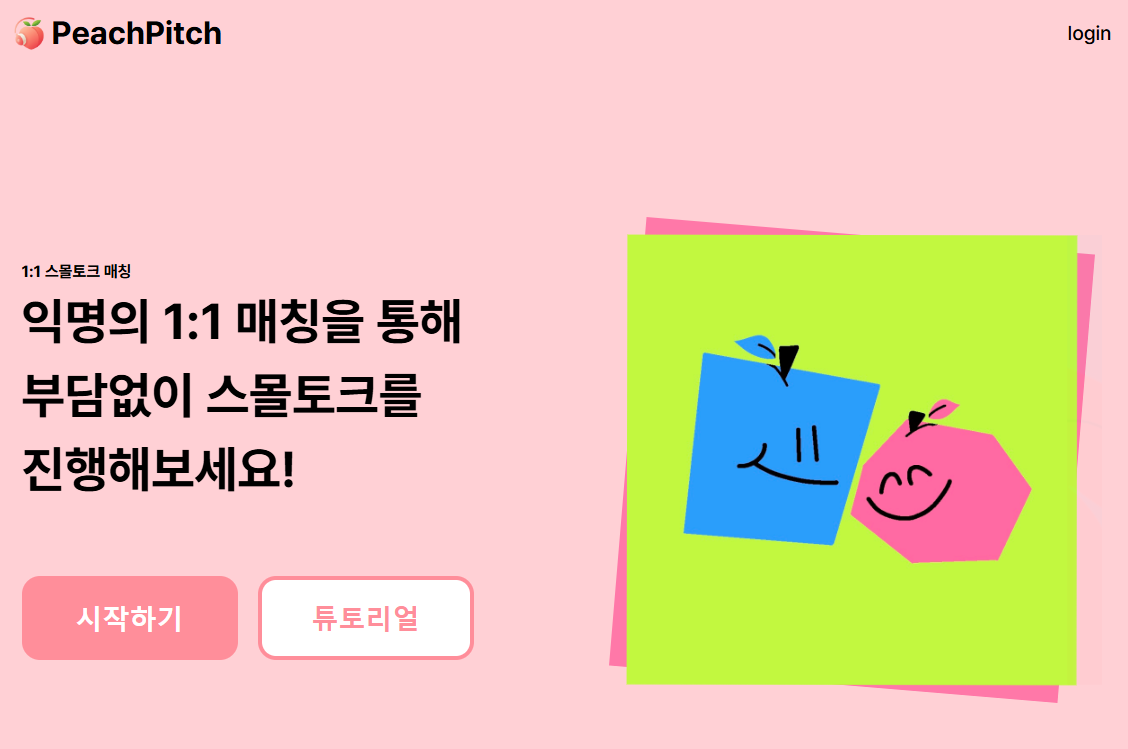 PeachPitch
login
1:1 스몰토크 매칭
익명의 1:1 매칭을 통해
부담없이 스몰토크를
진행해보세요!
시작하기
튜토리얼